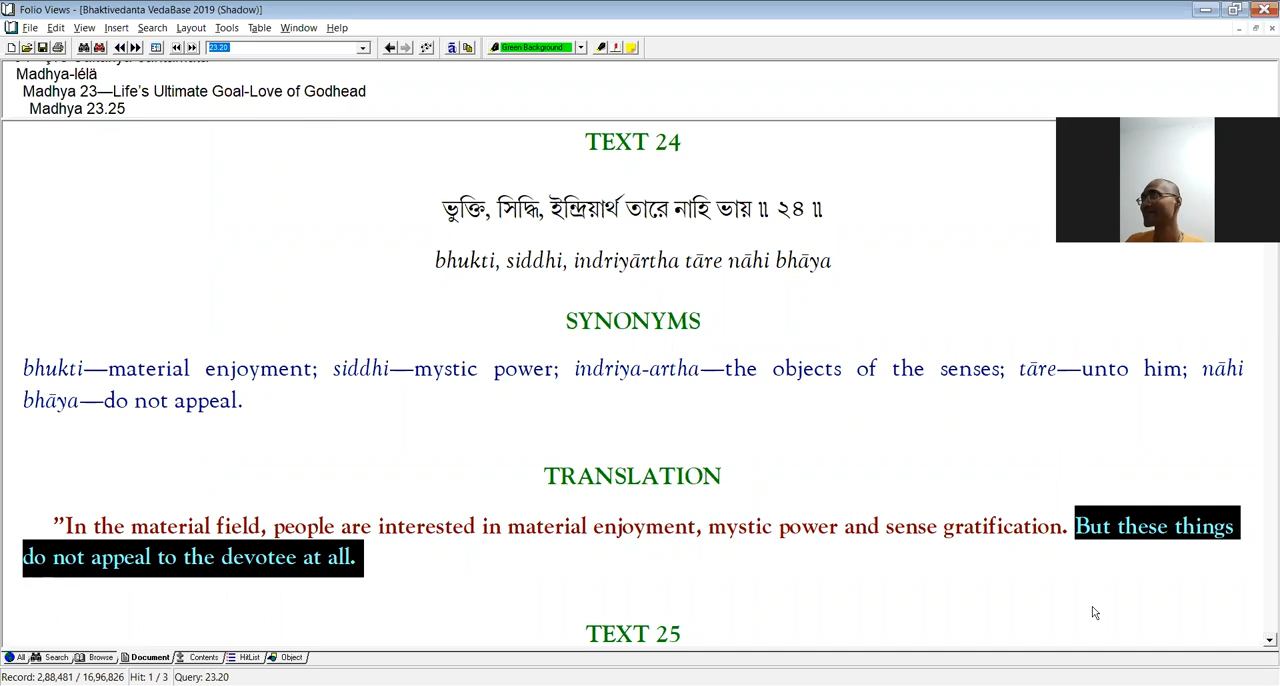 Folio Views - [Bhaktivedanta VedaBase 2019 (Shadow)]
File Edit View Insert Search Layout Tools Table Window Help
23.20 Green Background
Madhya-lélä
Madhya 23—Life's Ultimate Goal-Love of Godhead
Madhya 23.25
TEXT 24
ভুক্তি, সিদ্ধি, ইন্দ্রিয়ার্থ তারে নাহি ভায় ॥ ২৪ ॥
bhukti, siddhi, indriyārtha tāre nāhi bhāya
SYNONYMS
bhukti—material enjoyment; siddhi—mystic power; indriya-artha—the objects of the senses; tāre—unto him; nāhi
bhāya—do not appeal.
TRANSLATION
"In the material field, people are interested in material enjoyment, mystic power and sense gratification. But these things
do not appeal to the devotee at all.
TEXT 25
All Search Browse Document Contents HitList Object
Record: 2,88,481 / 16,96,826 Hit: 1 / 3 Query: 23.20